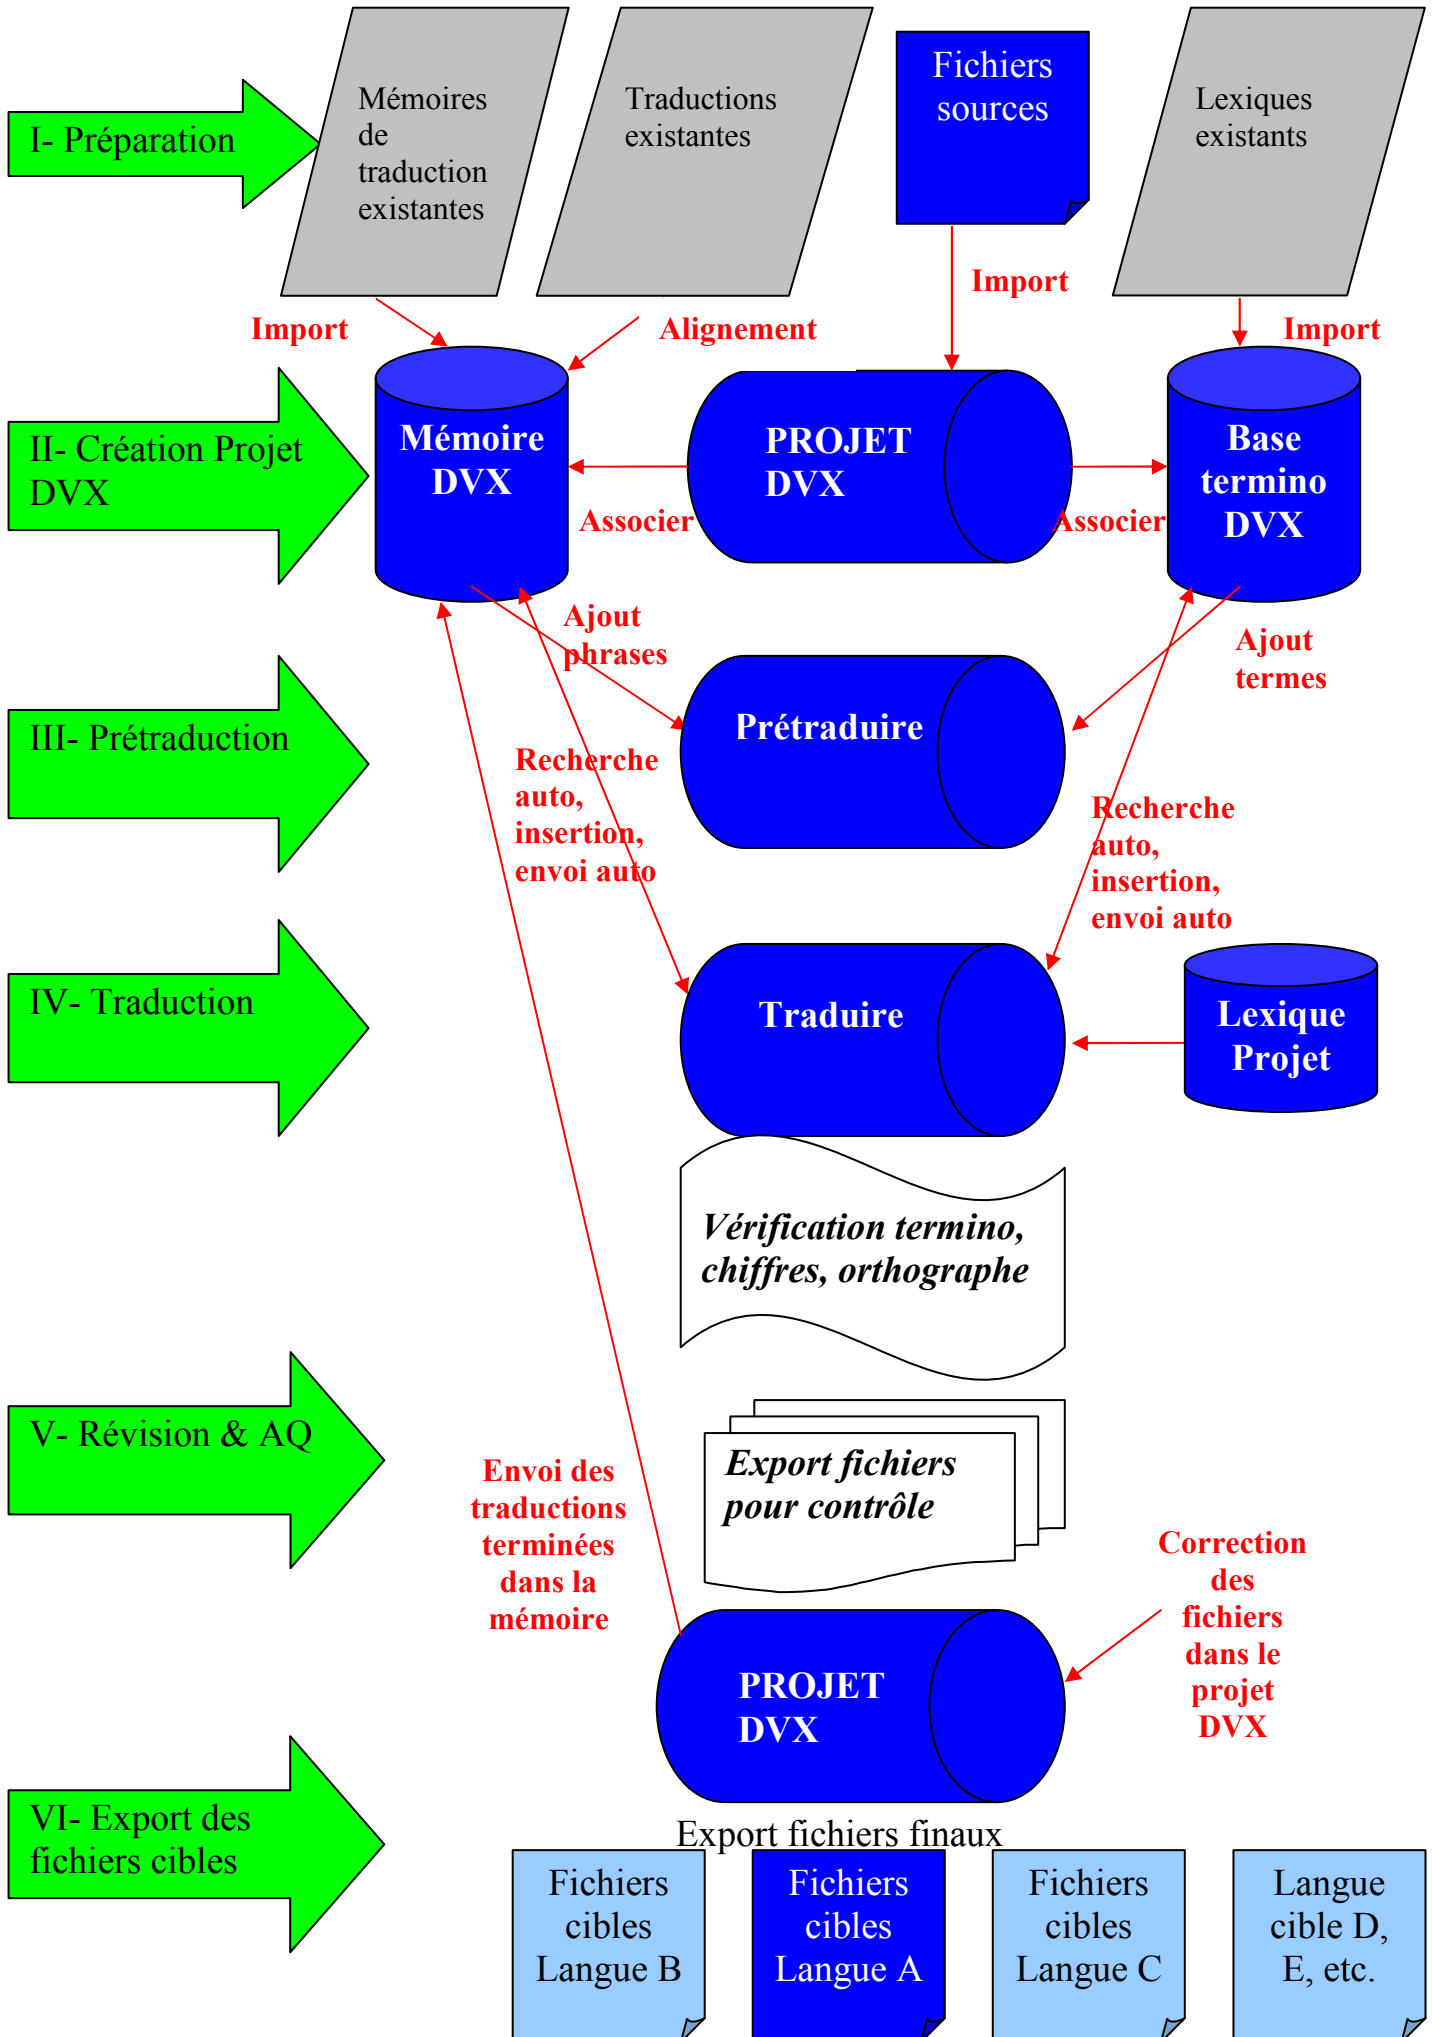 I- Préparation
Mémoires
de
traduction
existantes
Traductions
existantes
Fichiers
sources
Lexiques
existants
Import
Alignement
Import
Import
II- Création Projet
DVX
Mémoire
DVX
PROJET
DVX
Base
termino
DVX
Associer
Associer
Ajout
phrases
Ajout
termes
III- Prétraduction
Prétraduire
Recherche
auto,
insertion,
envoi auto
Recherche
auto,
insertion,
envoi auto
IV- Traduction
Traduire
Lexique
Projet
Vérification termino,
chiffres, orthographe
V- Révision & AQ
Export fichiers
pour contrôle
Envoi des
traductions
terminées
dans la
mémoire
Correction
des
fichiers
dans le
projet
DVX
PROJET
DVX
VI- Export des
fichiers cibles
Export fichiers finaux
Fichiers
cibles
Langue B
Fichiers
cibles
Langue A
Fichiers
cibles
Langue C
Langue
cible D,
E, etc.